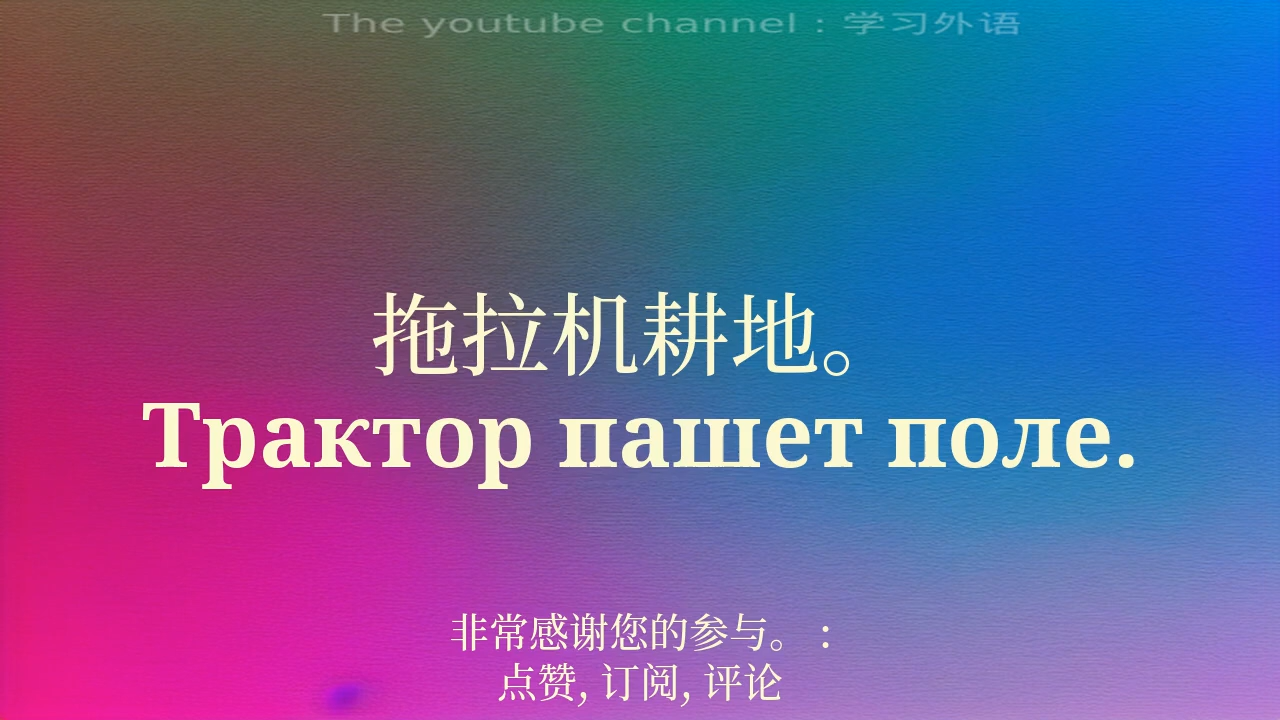 The youtube channel : 学习外语
拖拉机耕地。
Трактор пашет поле.
非常感谢您的参与。 :
点赞, 订阅, 评论